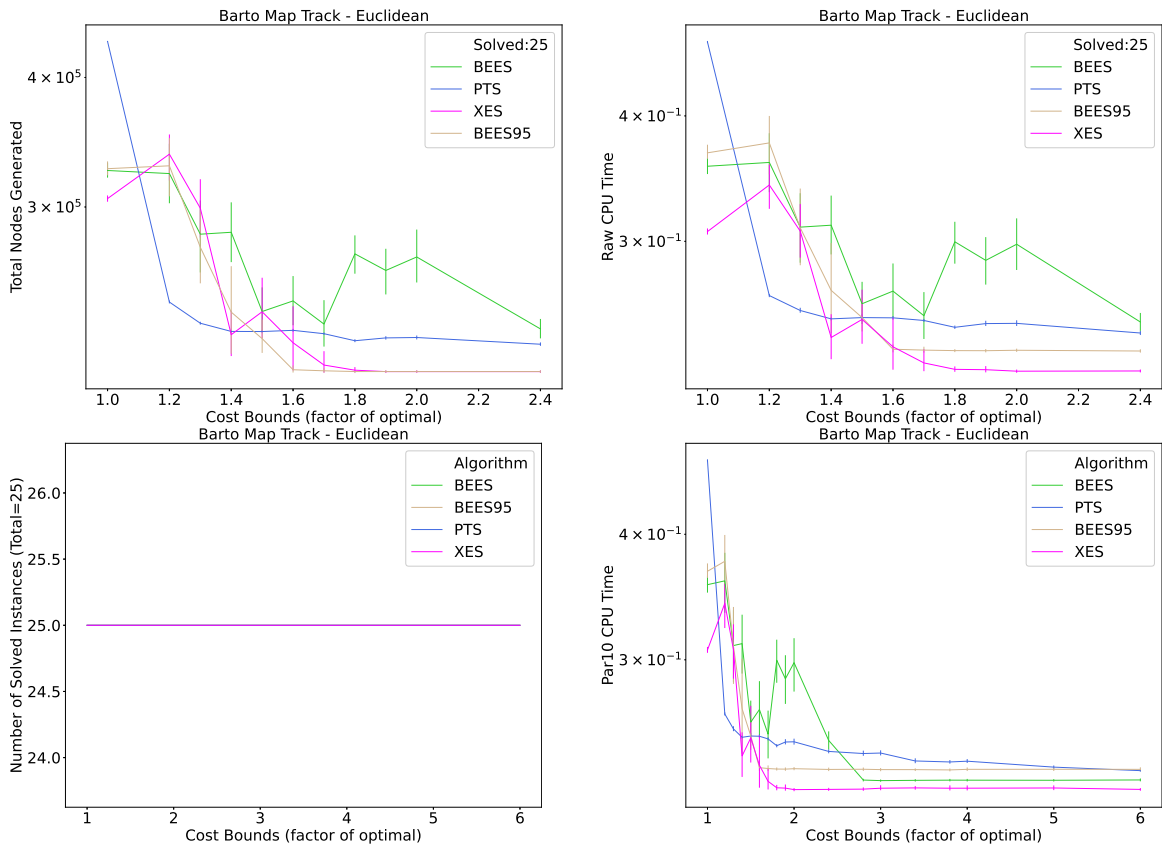 Barto Map Track - Euclidean
Total Nodes Generated
4 × 10^5
3 × 10^5
Solved:25
BEES
PTS
XES
BEES95
1.0 1.2 1.4 1.6 1.8 2.0 2.2 2.4
Cost Bounds (factor of optimal)
Barto Map Track - Euclidean
Raw CPU Time
4 × 10^-1
3 × 10^-1
Solved:25
BEES
PTS
BEES95
XES
1.0 1.2 1.4 1.6 1.8 2.0 2.2 2.4
Cost Bounds (factor of optimal)
Barto Map Track - Euclidean
Number of Solved Instances (Total=25)
26.0
25.5
25.0
24.5
24.0
Algorithm
BEES
BEES95
PTS
XES
1 2 3 4 5 6
Cost Bounds (factor of optimal)
Barto Map Track - Euclidean
Par10 CPU Time
4 × 10^-1
3 × 10^-1
Algorithm
BEES
PTS
BEES95
XES
1 2 3 4 5 6
Cost Bounds (factor of optimal)